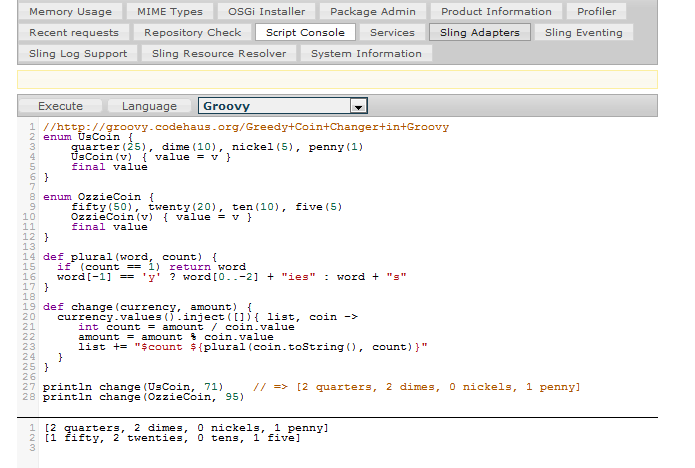 Memory Usage MIME Types OSGi Installer Package Admin Product Information Profiler
Recent requests Repository Check Script Console Services Sling Adapters Sling Eventing
Sling Log Support Sling Resource Resolver System Information
Execute Language Groovy
1 //http://groovy.codehaus.org/Greedy+Coin+Changer+in+Groovy
2 enum UsCoin {
3     quarter(25), dime(10), nickel(5), penny(1)
4     UsCoin(v) { value = v }
5     final value
6 }
7
8 enum OzzieCoin {
9     fifty(50), twenty(20), ten(10), five(5)
10     OzzieCoin(v) { value = v }
11     final value
12 }
13
14 def plural(word, count) {
15   if (count == 1) return word
16   word[-1] == 'y' ? word[0..-2] + "ies" : word + "s"
17 }
18
19 def change(currency, amount) {
20   currency.values().inject([]){ list, coin ->
21      int count = amount / coin.value
22      amount = amount % coin.value
23      list += "$count ${plural(coin.toString(), count)}"
24   }
25 }
26
27 println change(UsCoin, 71)    // => [2 quarters, 2 dimes, 0 nickels, 1 penny]
28 println change(OzzieCoin, 95)
1 [2 quarters, 2 dimes, 0 nickels, 1 penny]
2 [1 fifty, 2 twenties, 0 tens, 1 five]
3